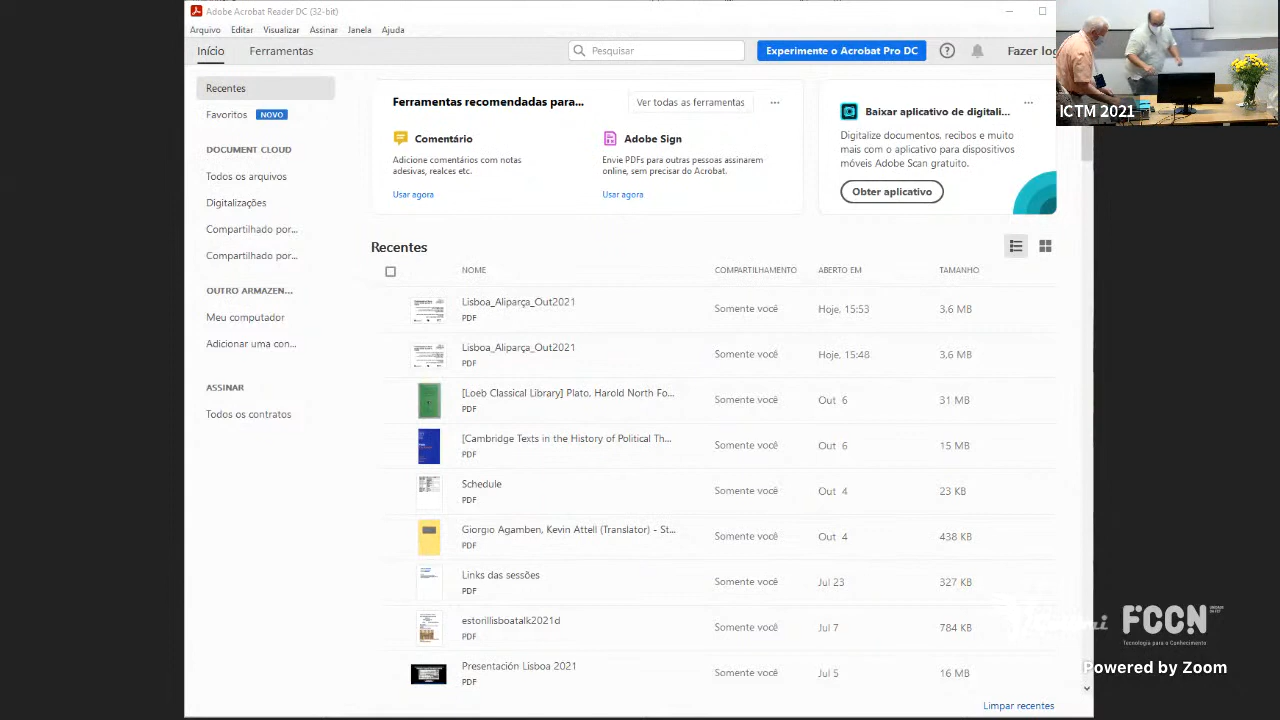 Adobe Acrobat Reader DC (32-bit)
Arquivo Editar Visualizar Assinar Janela Ajuda
Início Ferramentas Pesquisar Experimente o Acrobat Pro DC Fazer log
Recentes
Favoritos NOVO
DOCUMENT CLOUD
Todos os arquivos
Digitalizações
Compartilhado por...
Compartilhado por...
OUTRO ARMAZEN...
Meu computador
Adicionar uma con...
ASSINAR
Todos os contratos
Ferramentas recomendadas para...
Ver todas as ferramentas
Comentário
Adicione comentários com notas
adesivas, realces etc.
Usar agora
Adobe Sign
Envie PDFs para outras pessoas assinarem
online, sem precisar do Acrobat.
Usar agora
Baixar aplicativo de digitali...
Digitalize documentos, recibos e muito
mais com o aplicativo para dispositivos
móveis Adobe Scan gratuito.
Obter aplicativo
Recentes
NOME COMPARTILHAMENTO ABERTO EM TAMANHO
Lisboa_Aliparça_Out2021
PDF
Somente você Hoje, 15:53 3,6 MB
Lisboa_Aliparça_Out2021
PDF
Somente você Hoje, 15:48 3,6 MB
[Loeb Classical Library] Plato, Harold North Fo...
PDF
Somente você Out 6 31 MB
[Cambridge Texts in the History of Political Th...
PDF
Somente você Out 6 15 MB
Schedule
PDF
Somente você Out 4 23 KB
Giorgio Agamben, Kevin Attell (Translator) - St...
PDF
Somente você Out 4 438 KB
Links das sessões
PDF
Somente você Jul 23 327 KB
estorillisboatalk2021d
PDF
Somente você Jul 7
Presentación Lisboa 2021
PDF
Somente você Jul 5 16 MB
Limpar recentes
ICTM 2021
FCCN
Tecnologia para o Conhecimento
Powered by Zoom